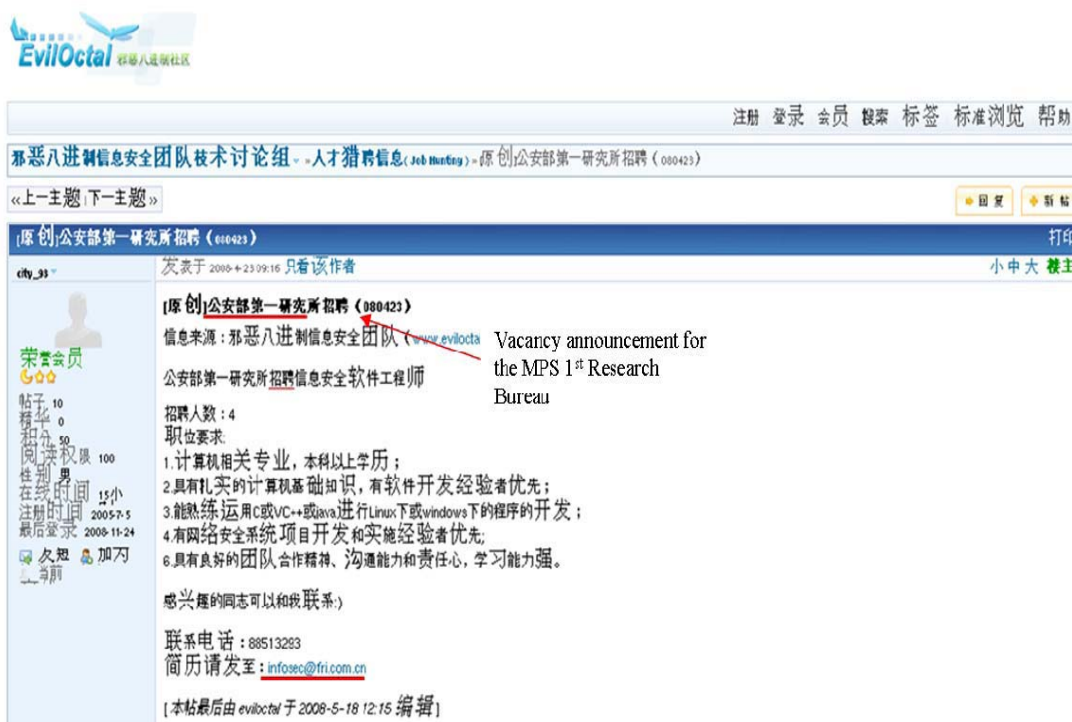 EvilOctal 邪恶八进制社区
注册 登录 会员 搜索 标签 标准浏览 帮助
邪恶八进制信息安全团队技术讨论组 » 人才猎聘信息(Job Hunting) » [原创]公安部第一研究所招聘(080423)
«上一主题|下一主题»
回复 新帖
[原创]公安部第一研究所招聘(080423) 打印
city_93
发表于 2008-4-23 09:16 只看该作者
小 中 大 楼主
[原创]公安部第一研究所招聘(080423)
信息来源:邪恶八进制信息安全团队(www.evilocta
Vacancy announcement for
the MPS 1st Research
Bureau
公安部第一研究所招聘信息安全软件工程师
招聘人数:4
职位要求:
1.计算机相关专业,本科以上学历;
2.具有扎实的计算机基础知识,有软件开发经验者优先;
3.能熟练运用C或VC++或java进行Linux下或windows下的程序的开发;
4.有网络安全系统项目开发和实施经验者优先;
6.具有良好的团队合作精神、沟通能力和责任心,学习能力强。
感兴趣的同志可以和我联系:)
联系电话:88513293
简历请发至:infosec@fri.com.cn
[本帖最后由 eviloctal 于 2008-5-18 12:15 编辑]
荣誉会员
帖子 10
精华 0
积分 50
阅读权限 100
性别 男
在线时间 15小
注册时间 2005-7-5
最后登录 2008-11-24
当前